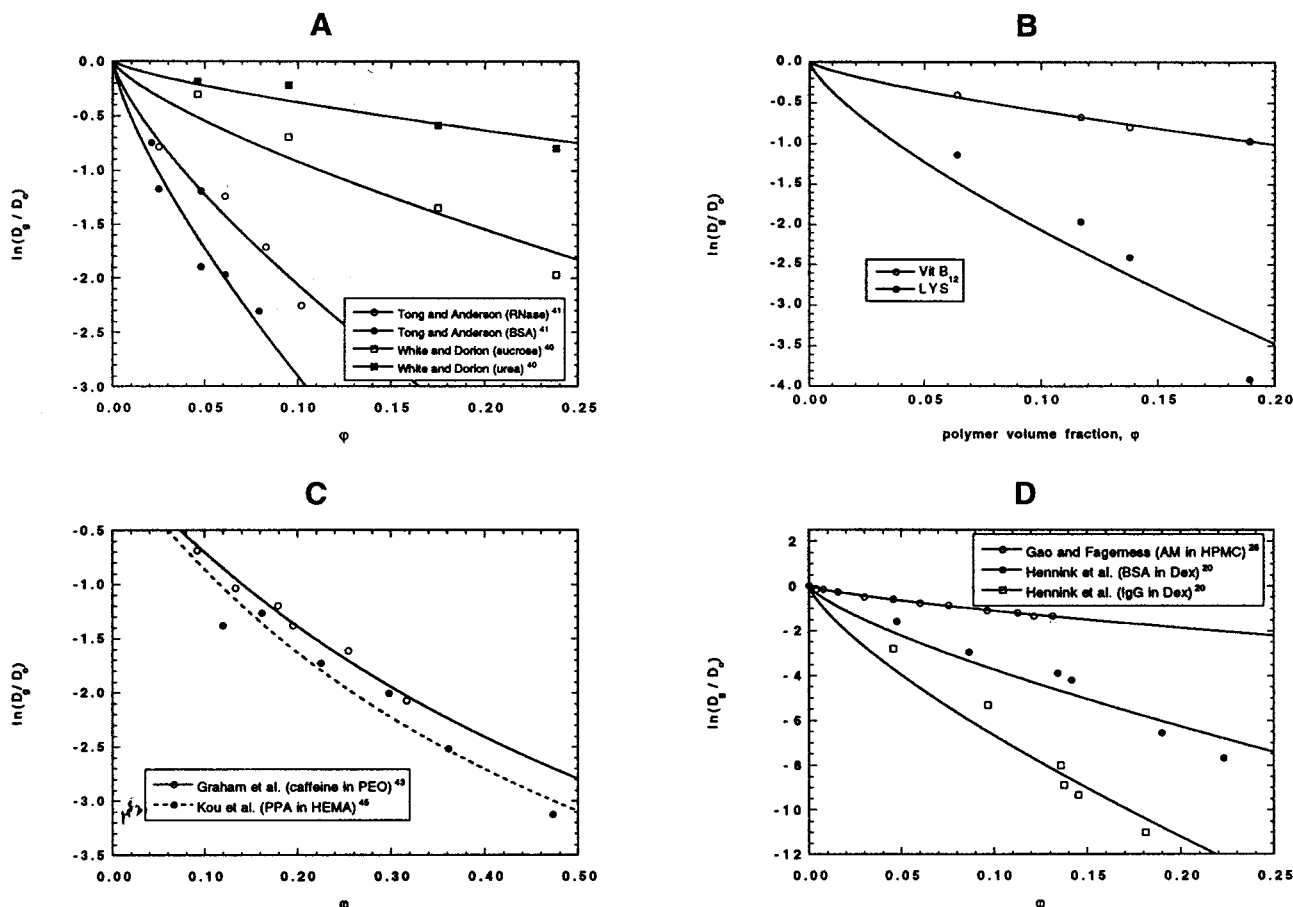 A
ln(Dg / Do)
0.0
-0.5
-1.0
-1.5
-2.0
-2.5
-3.0
0.00 0.05 0.10 0.15 0.20 0.25
φ
Tong and Anderson (RNase) 41
Tong and Anderson (BSA) 41
White and Dorion (sucrose) 40
White and Dorion (urea) 40
B
ln(Dg / Do)
0.0
-0.5
-1.0
-1.5
-2.0
-2.5
-3.0
-3.5
-4.0
0.00 0.05 0.10 0.15 0.20
polymer volume fraction, φ
Vit B12
LYS
C
ln(Dg / Do)
-0.5
-1.0
-1.5
-2.0
-2.5
-3.0
-3.5
0.00 0.10 0.20 0.30 0.40 0.50
φ
Graham et al. (caffeine in PEO) 43
Kou et al. (PPA in HEMA) 45
D
ln(Dg / Do)
2
0
-2
-4
-6
-8
-10
-12
0.00 0.05 0.10 0.15 0.20 0.25
φ
Gao and Fagerness (AM in HPMC)
Hennink et al. (BSA in Dex) 20
Hennink et al. (IgG in Dex) 20